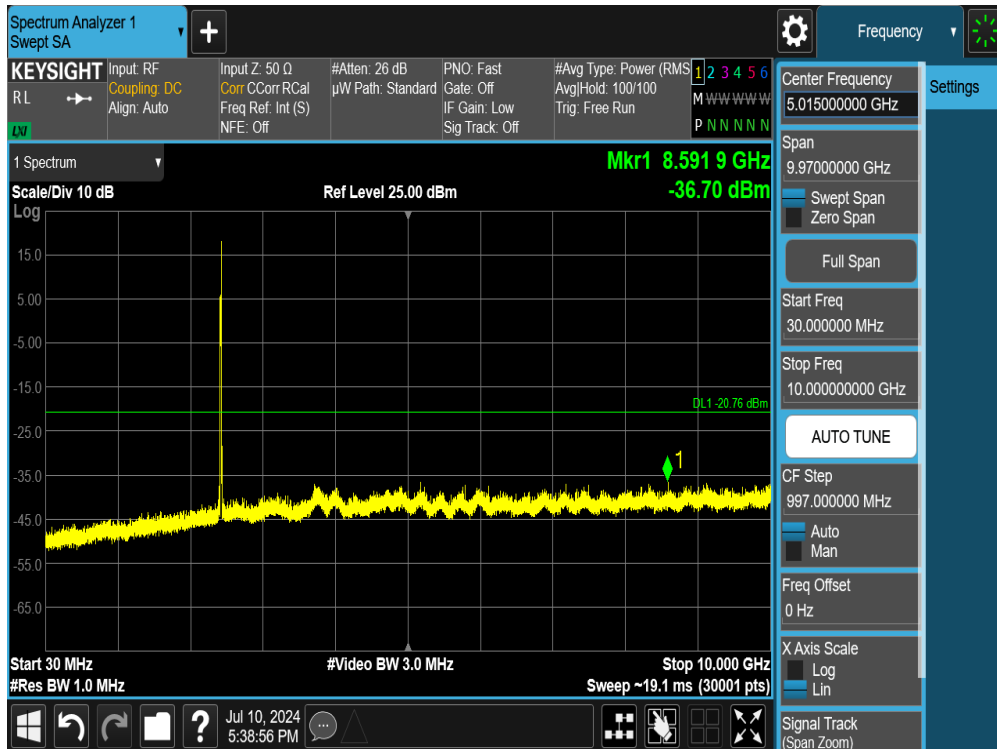 Spectrum Analyzer 1
Swept SA
+
Frequency
KEYSIGHT
R L
LXI
Input: RF
Coupling: DC
Align: Auto
Input Z: 50 Ω
Corr CCorr RCal
Freq Ref: Int (S)
NFE: Off
#Atten: 26 dB
µW Path: Standard
PNO: Fast
Gate: Off
IF Gain: Low
Sig Track: Off
#Avg Type: Power (RMS
Avg|Hold: 100/100
Trig: Free Run
1 2 3 4 5 6
M W W W W W
P N N N N N
1 Spectrum
Mkr1 8.591 9 GHz
-36.70 dBm
Scale/Div 10 dB
Ref Level 25.00 dBm
Log
15.0
5.00
-5.00
-15.0
DL1 -20.76 dBm
-25.0
1
-35.0
-45.0
-55.0
-65.0
Start 30 MHz
#Video BW 3.0 MHz
Stop 10.000 GHz
#Res BW 1.0 MHz
Sweep ~19.1 ms (30001 pts)
Center Frequency
5.015000000 GHz
Settings
Span
9.97000000 GHz
Swept Span
Zero Span
Full Span
Start Freq
30.000000 MHz
Stop Freq
10.000000000 GHz
AUTO TUNE
CF Step
997.000000 MHz
Auto
Man
Freq Offset
0 Hz
X Axis Scale
Log
Lin
Signal Track
(Span Zoom)
?
Jul 10, 2024
5:38:56 PM